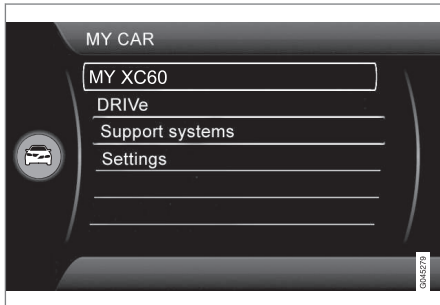 MY CAR
MY XC60
DRIVe
Support systems
Settings
G045279